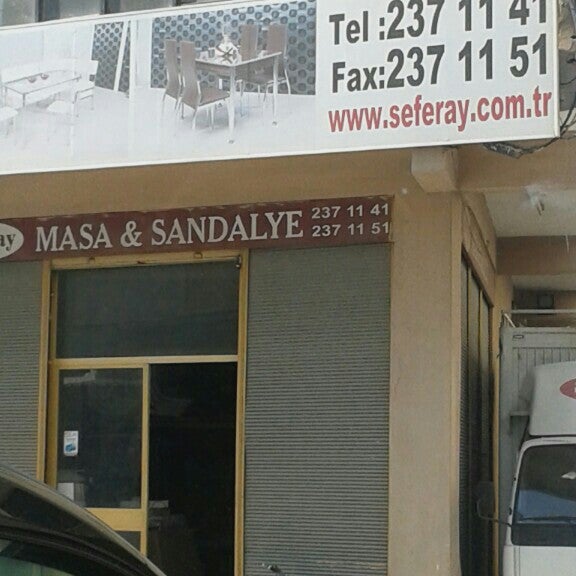 Tel :237 11 41
Fax:237 11 51
www.seferay.com.tr
MASA & SANDALYE
237 11 41
237 11 51